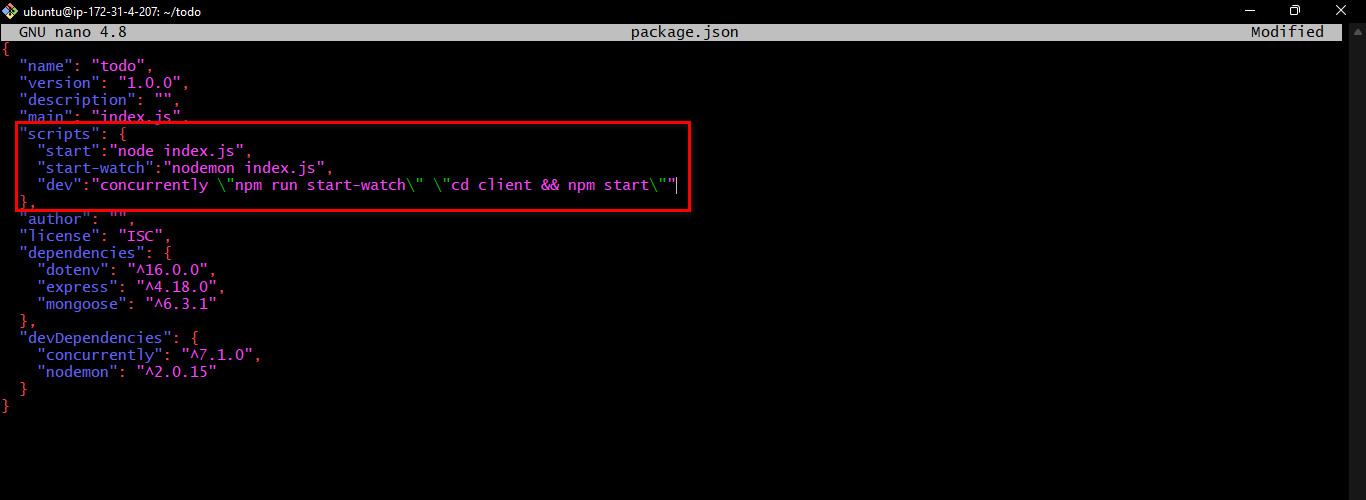 ubuntu@ip-172-31-4-207: ~/todo
GNU nano 4.8 package.json Modified
{
"name": "todo",
"version": "1.0.0",
"description": "",
"main": "index.js",
"scripts": {
"start":"node index.js",
"start-watch":"nodemon index.js",
"dev":"concurrently \"npm run start-watch\" \"cd client && npm start\""
},
"author": "",
"license": "ISC",
"dependencies": {
"dotenv": "^16.0.0",
"express": "^4.18.0",
"mongoose": "^6.3.1"
},
"devDependencies": {
"concurrently": "^7.1.0",
"nodemon": "^2.0.15"
}
}